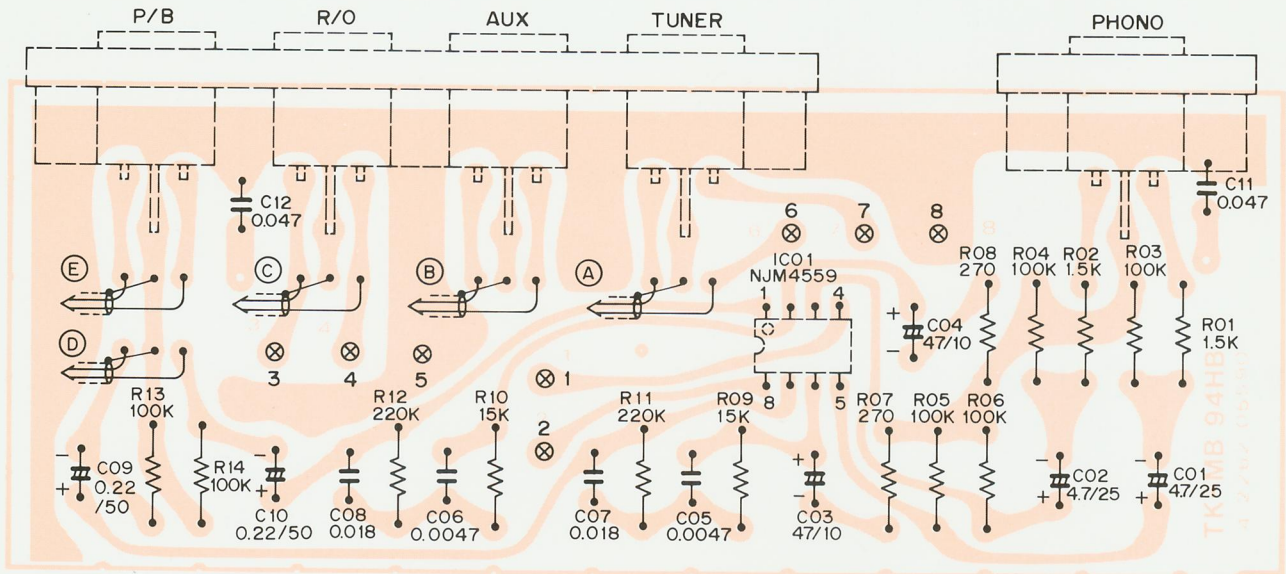 P/B R/O AUX TUNER PHONO
C12
0.047
C11
0.047
6 7 8
IC01
NJM4559
1 4
8 5
R08
270
R04
100K
R02
1.5K
R03
100K
R01
1.5K
E C B A
+ C04
- 47/10
D
3 4 5 1
2
R13
100K
R12
220K
R10
15K
R11
220K
R09
15K
R07
270
R05
100K
R06
100K
- C09
+ 0.22
/50
R14
100K
-
+
C10
0.22/50
C08
0.018
C06
0.0047
C07
0.018
C05
0.0047
+
-
C03
47/10
- C02
+ 4.7/25
- C01
+ 4.7/25
TKMB 94HB